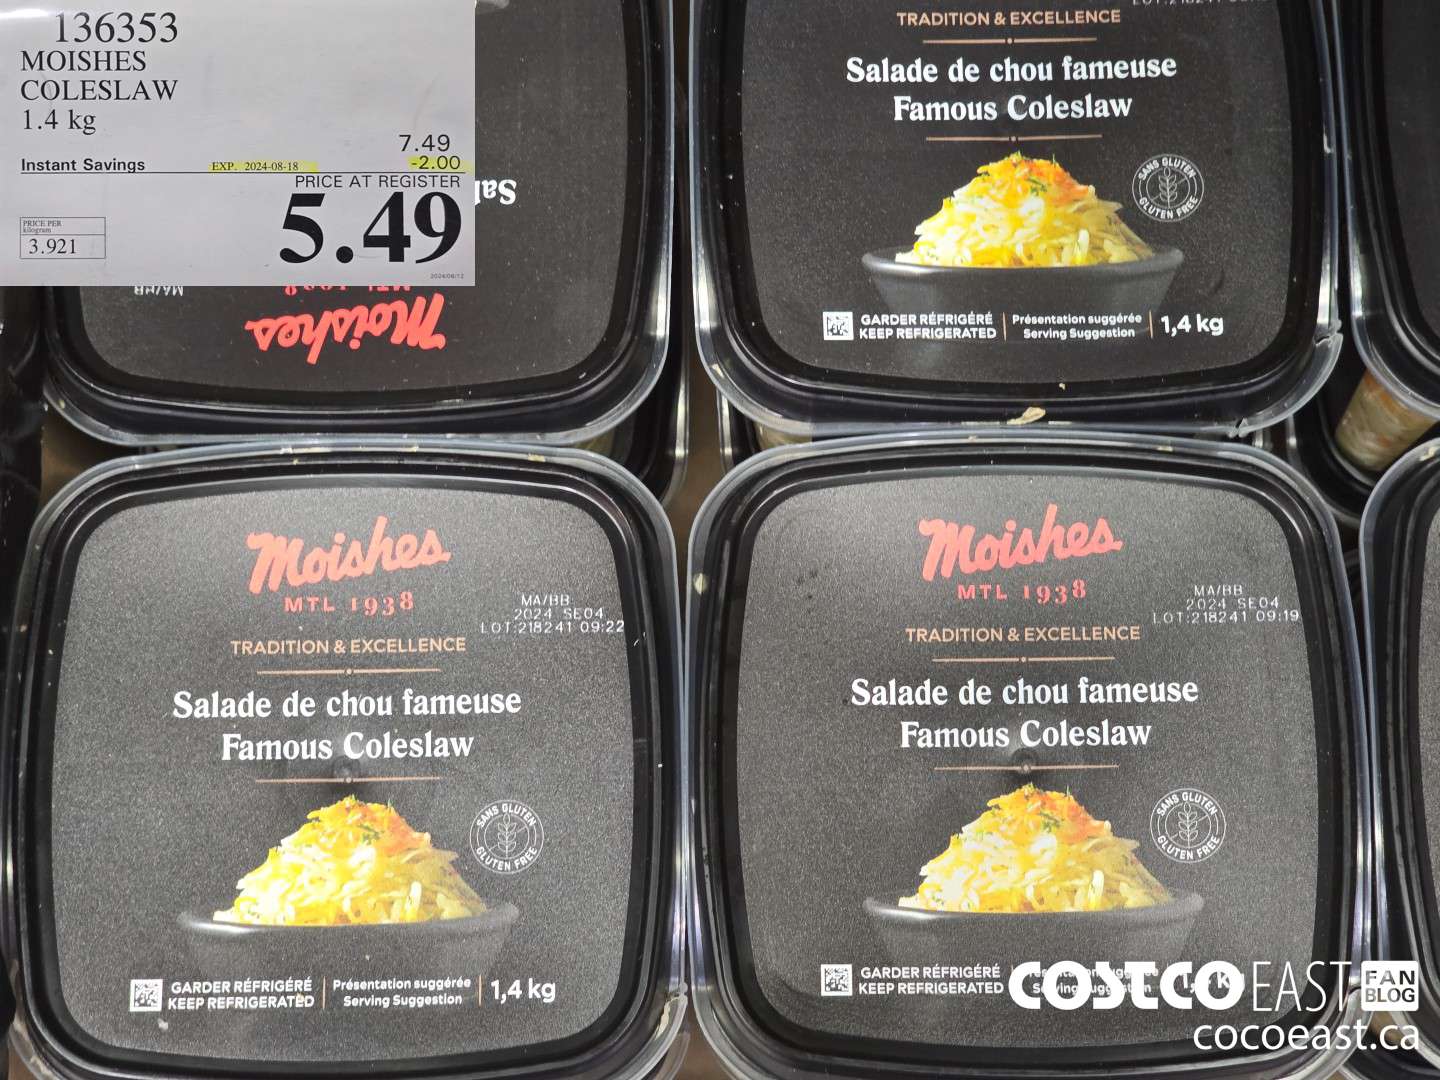 136353
MOISHES
COLESLAW
1.4 kg
7.49
Instant Savings EXP. 2024-08-18 -2.00
PRICE AT REGISTER
5.49
PRICE PER
kilogram
3.921
2024/08/12
Sal
MA/BB
MTL 1938
Moishes
TRADITION & EXCELLENCE
Salade de chou fameuse
Famous Coleslaw
SANS GLUTEN
GLUTEN FREE
GARDER RÉFRIGÉRÉ
KEEP REFRIGERATED
Présentation suggérée
Serving Suggestion
1,4 kg
Moishes
MTL 1938
MA/BB
2024 SE04
LOT:218241 09:22
TRADITION & EXCELLENCE
Salade de chou fameuse
Famous Coleslaw
SANS GLUTEN
GLUTEN FREE
GARDER RÉFRIGÉRÉ
KEEP REFRIGERATED
Présentation suggérée
Serving Suggestion
1,4 kg
Moishes
MTL 1938
MA/BB
2024 SE04
LOT:218241 09:19
TRADITION & EXCELLENCE
Salade de chou fameuse
Famous Coleslaw
SANS GLUTEN
GLUTEN FREE
GARDER RÉFRIGÉRÉ
KEEP REFRIGERATED
COSTCO EAST FAN
BLOG
cocoeast.ca